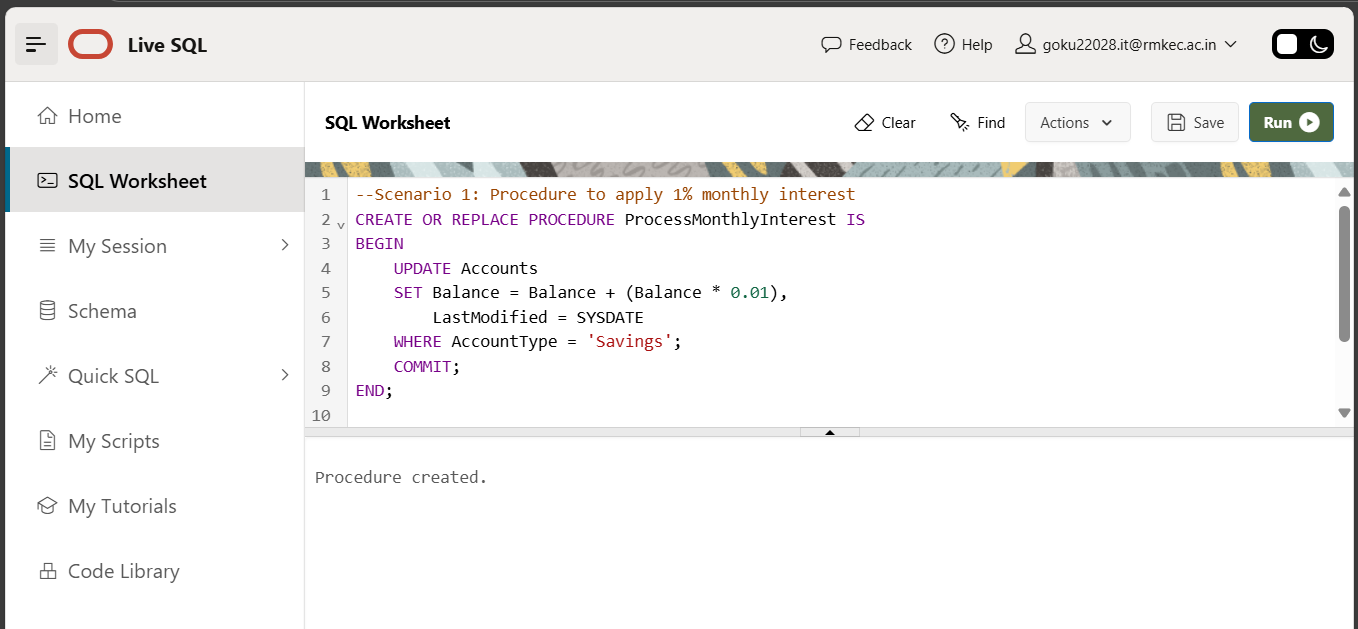 Live SQL
Feedback
Help
goku22028.it@rmkec.ac.in
Home
SQL Worksheet
My Session
Schema
Quick SQL
My Scripts
My Tutorials
Code Library
SQL Worksheet
Clear
Find
Actions
Save
Run
1 --Scenario 1: Procedure to apply 1% monthly interest
2 CREATE OR REPLACE PROCEDURE ProcessMonthlyInterest IS
3 BEGIN
4     UPDATE Accounts
5     SET Balance = Balance + (Balance * 0.01),
6         LastModified = SYSDATE
7     WHERE AccountType = 'Savings';
8     COMMIT;
9 END;
10
Procedure created.